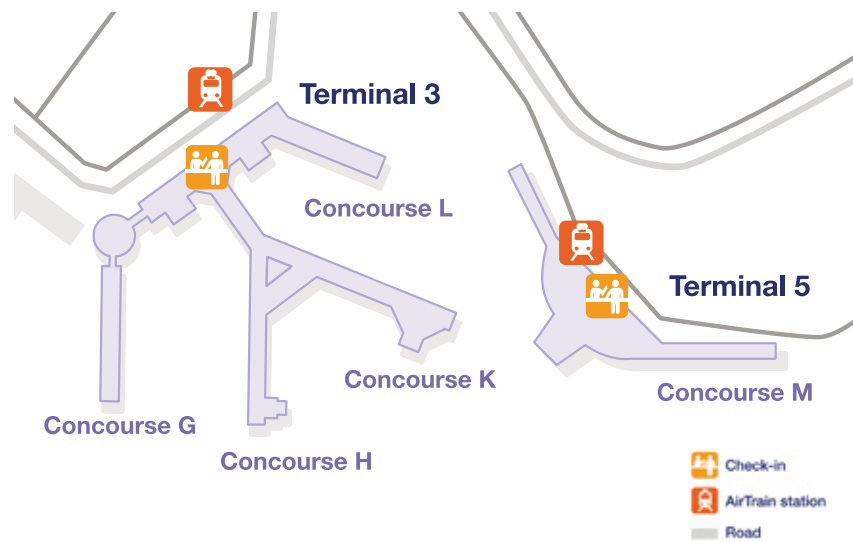 Terminal 3
Concourse L
Terminal 5
Concourse K
Concourse M
Concourse G
Concourse H
Check-in
AirTrain station
Road